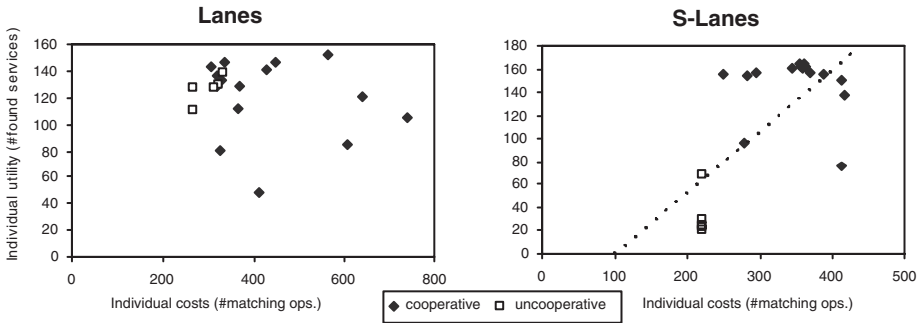 Lanes
Individual utility (#found services)
160
140
120
100
80
60
40
20
0
0 200 400 600 800
Individual costs (#matching ops.)
S-Lanes
180
160
140
120
100
80
60
40
20
0
0 100 200 300 400 500
Individual costs (#matching ops.)
cooperative uncooperative